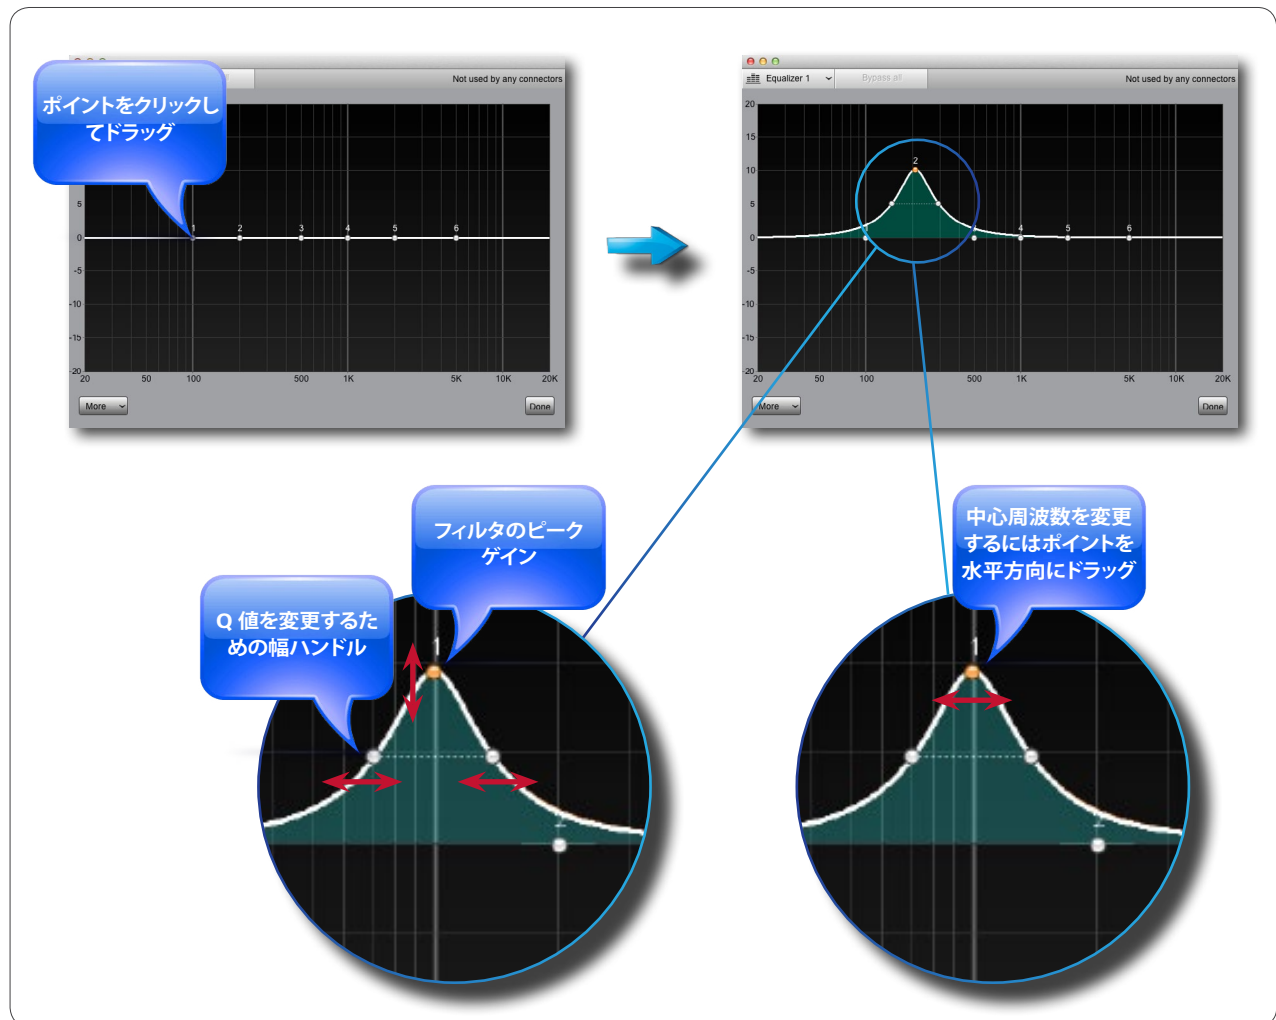 ポイントをクリックし
てドラッグ
Not used by any connectors
5
0
-5
-10
-15
-20
1
2
3
4
5
6
20
50
100
500
1K
5K
10K
20K
More
Done
Equalizer 1
Bypass all
Not used by any connectors
20
15
10
5
0
-5
-10
-15
-20
2
4
5
6
20
50
100
500
1K
5K
10K
20K
More
Done
フィルタのピーク
ゲイン
Q 値を変更するた
めの幅ハンドル
1
2
中心周波数を変更
するにはポイントを
水平方向にドラッグ
1
2